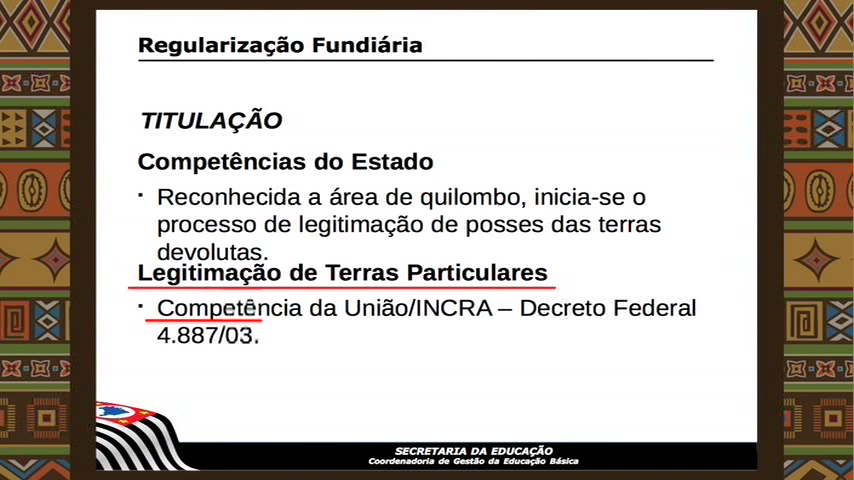 Regularização Fundiária
TITULAÇÃO
Competências do Estado
Reconhecida a área de quilombo, inicia-se o
processo de legitimação de posses das terras
devolutas.
Legitimação de Terras Particulares
Competência da União/INCRA – Decreto Federal
4.887/03.
SECRETARIA DA EDUCAÇÃO
Coordenadoria de Gestão da Educação Básica